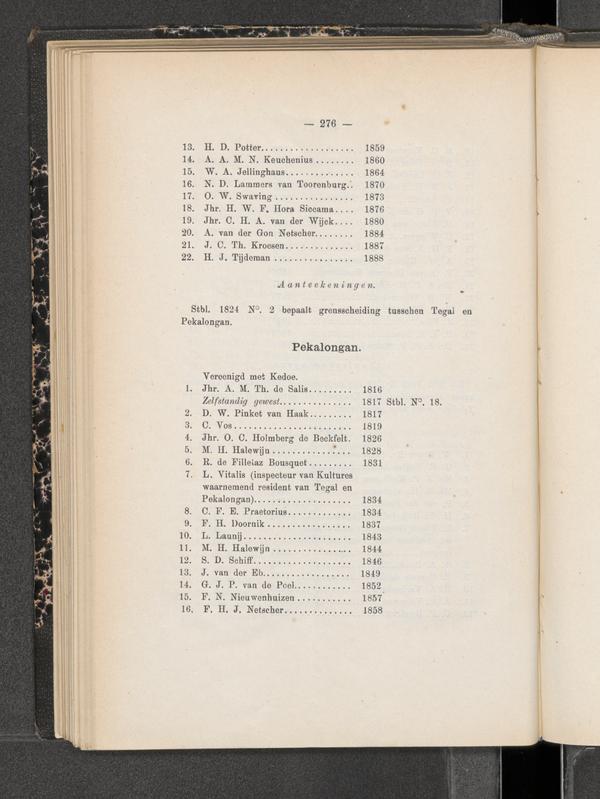 — 276 —
13. H. D. Potter................... 1859
14. A. A. M. N. Keuchenius ........ 1860
15. W. A. Jellinghaus.............. 1864
16. N. D. Lammers van Toorenburg.. 1870
17. O. W. Swaving ................ 1873
18. Jhr. H. W. F. Hora Siccama.... 1876
19. Jhr. C. H. A. van der Wijck.... 1880
20. A. van der Gon Netscher........ 1884
21. J. C. Th. Kroesen.............. 1887
22. H. J. Tijdeman ................ 1888
Aanteekeningen.
Stbl. 1824 N°. 2 bepaalt grensscheiding tusschen Tegal en
Pekalongan.
Pekalongan.
Vereenigd met Kedoe.
1. Jhr. A. M. Th. de Salis......... 1816
Zelfstandig gewest............... 1817 Stbl. N°. 18.
2. D. W. Pinket van Haak......... 1817
3. C. Vos......................... 1819
4. Jhr. O. C. Holmberg de Beckfelt. 1826
5. M. H. Halewijn ................ 1828
6. R. de Filleiaz Bousquet......... 1831
7. L. Vitalis (inspecteur van Kultures
waarnemend resident van Tegal en
Pekalongan).................... 1834
8. C. F. E. Praetorius............. 1834
9. F. H. Doornik ................. 1837
10. L. Launij...................... 1843
11. M. H. Halewijn ................ 1844
12. S. D. Schiff.................... 1846
13. J. van der Eb.................. 1849
14. G. J. P. van de Poel............ 1852
15. F. N. Nieuwenhuizen ........... 1857
16. F. H. J. Netscher.............. 1858